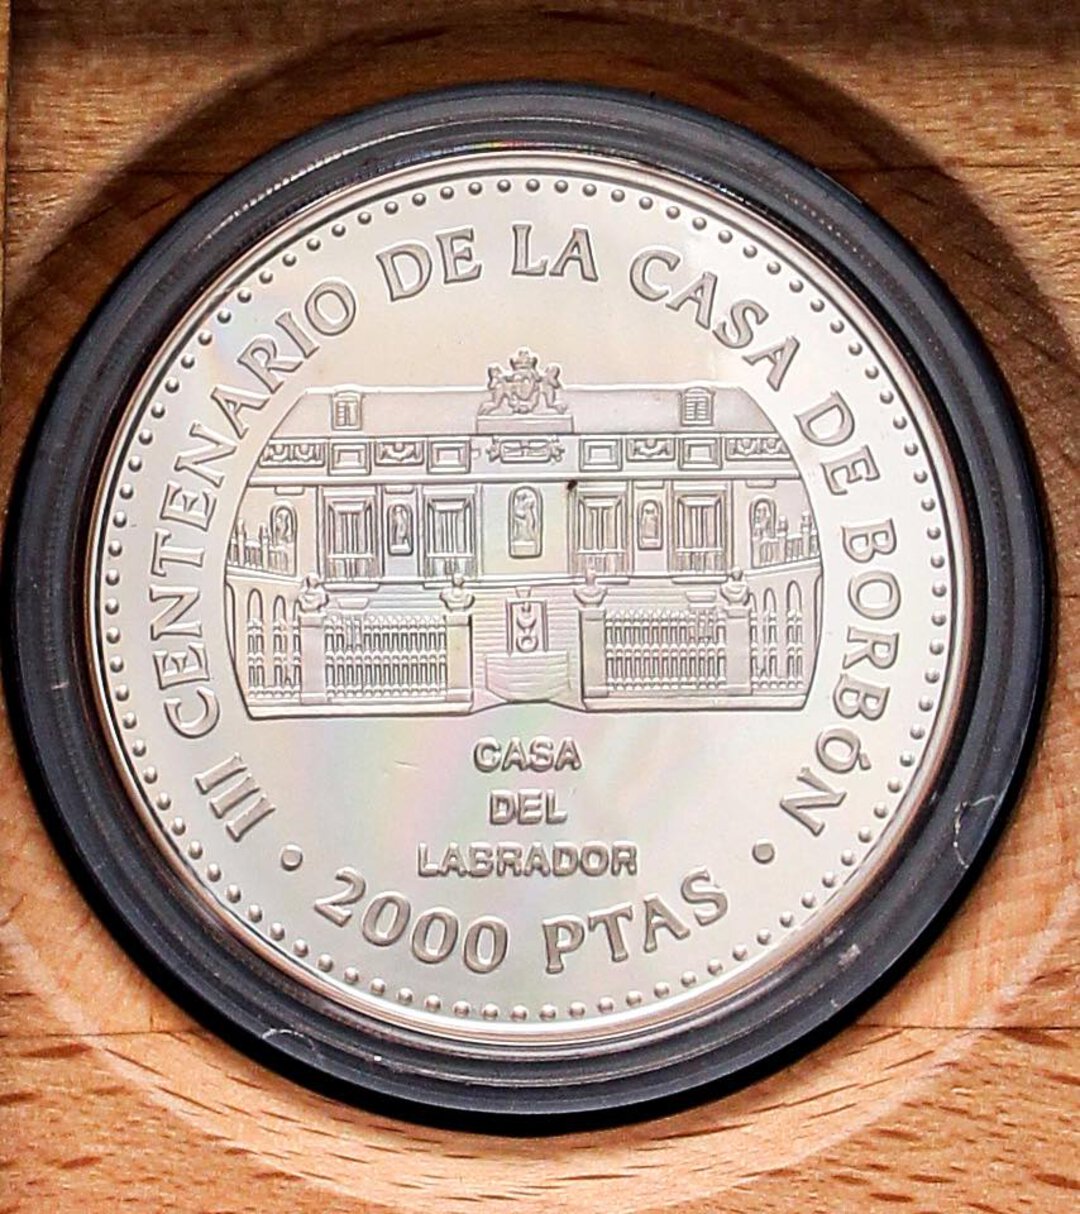 III CENTENARIO DE LA CASA DE BORBÓN
CASA
DEL
LABRADOR
• 2000 PTAS •